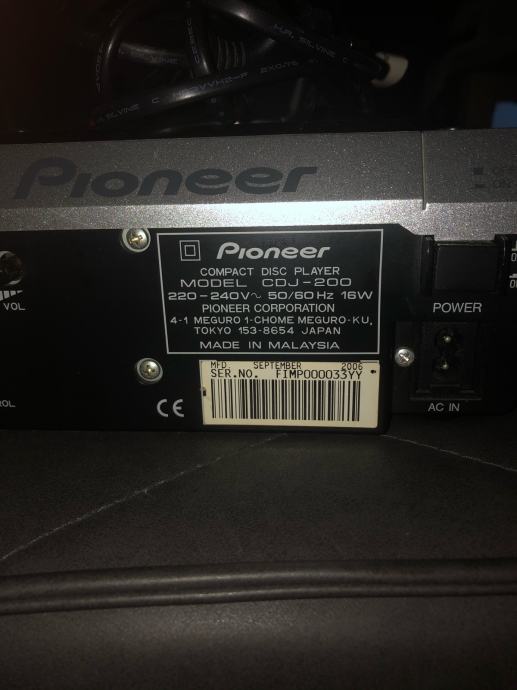 Pioneer
VOL
Pioneer
COMPACT DISC PLAYER
MODEL CDJ-200
220-240V~ 50/60Hz 16W
PIONEER CORPORATION
4-1 MEGURO 1-CHOME MEGURO-KU,
TOKYO 153-8654 JAPAN
MADE IN MALAYSIA
MFD. SEPTEMBER 2006
SER.NO. FIMP000033YY
CE
POWER
AC IN